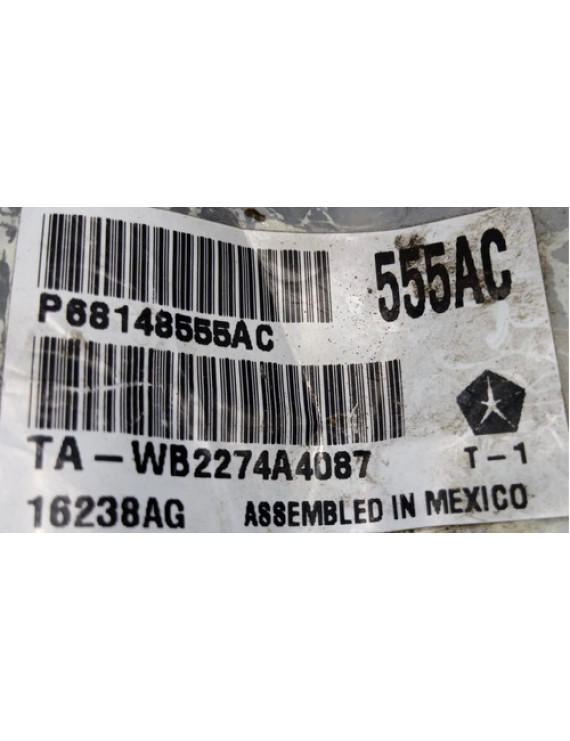 555AC
P68148555AC
TA-WB2274A4087
T-1
16238AG ASSEMBLED IN MEXICO